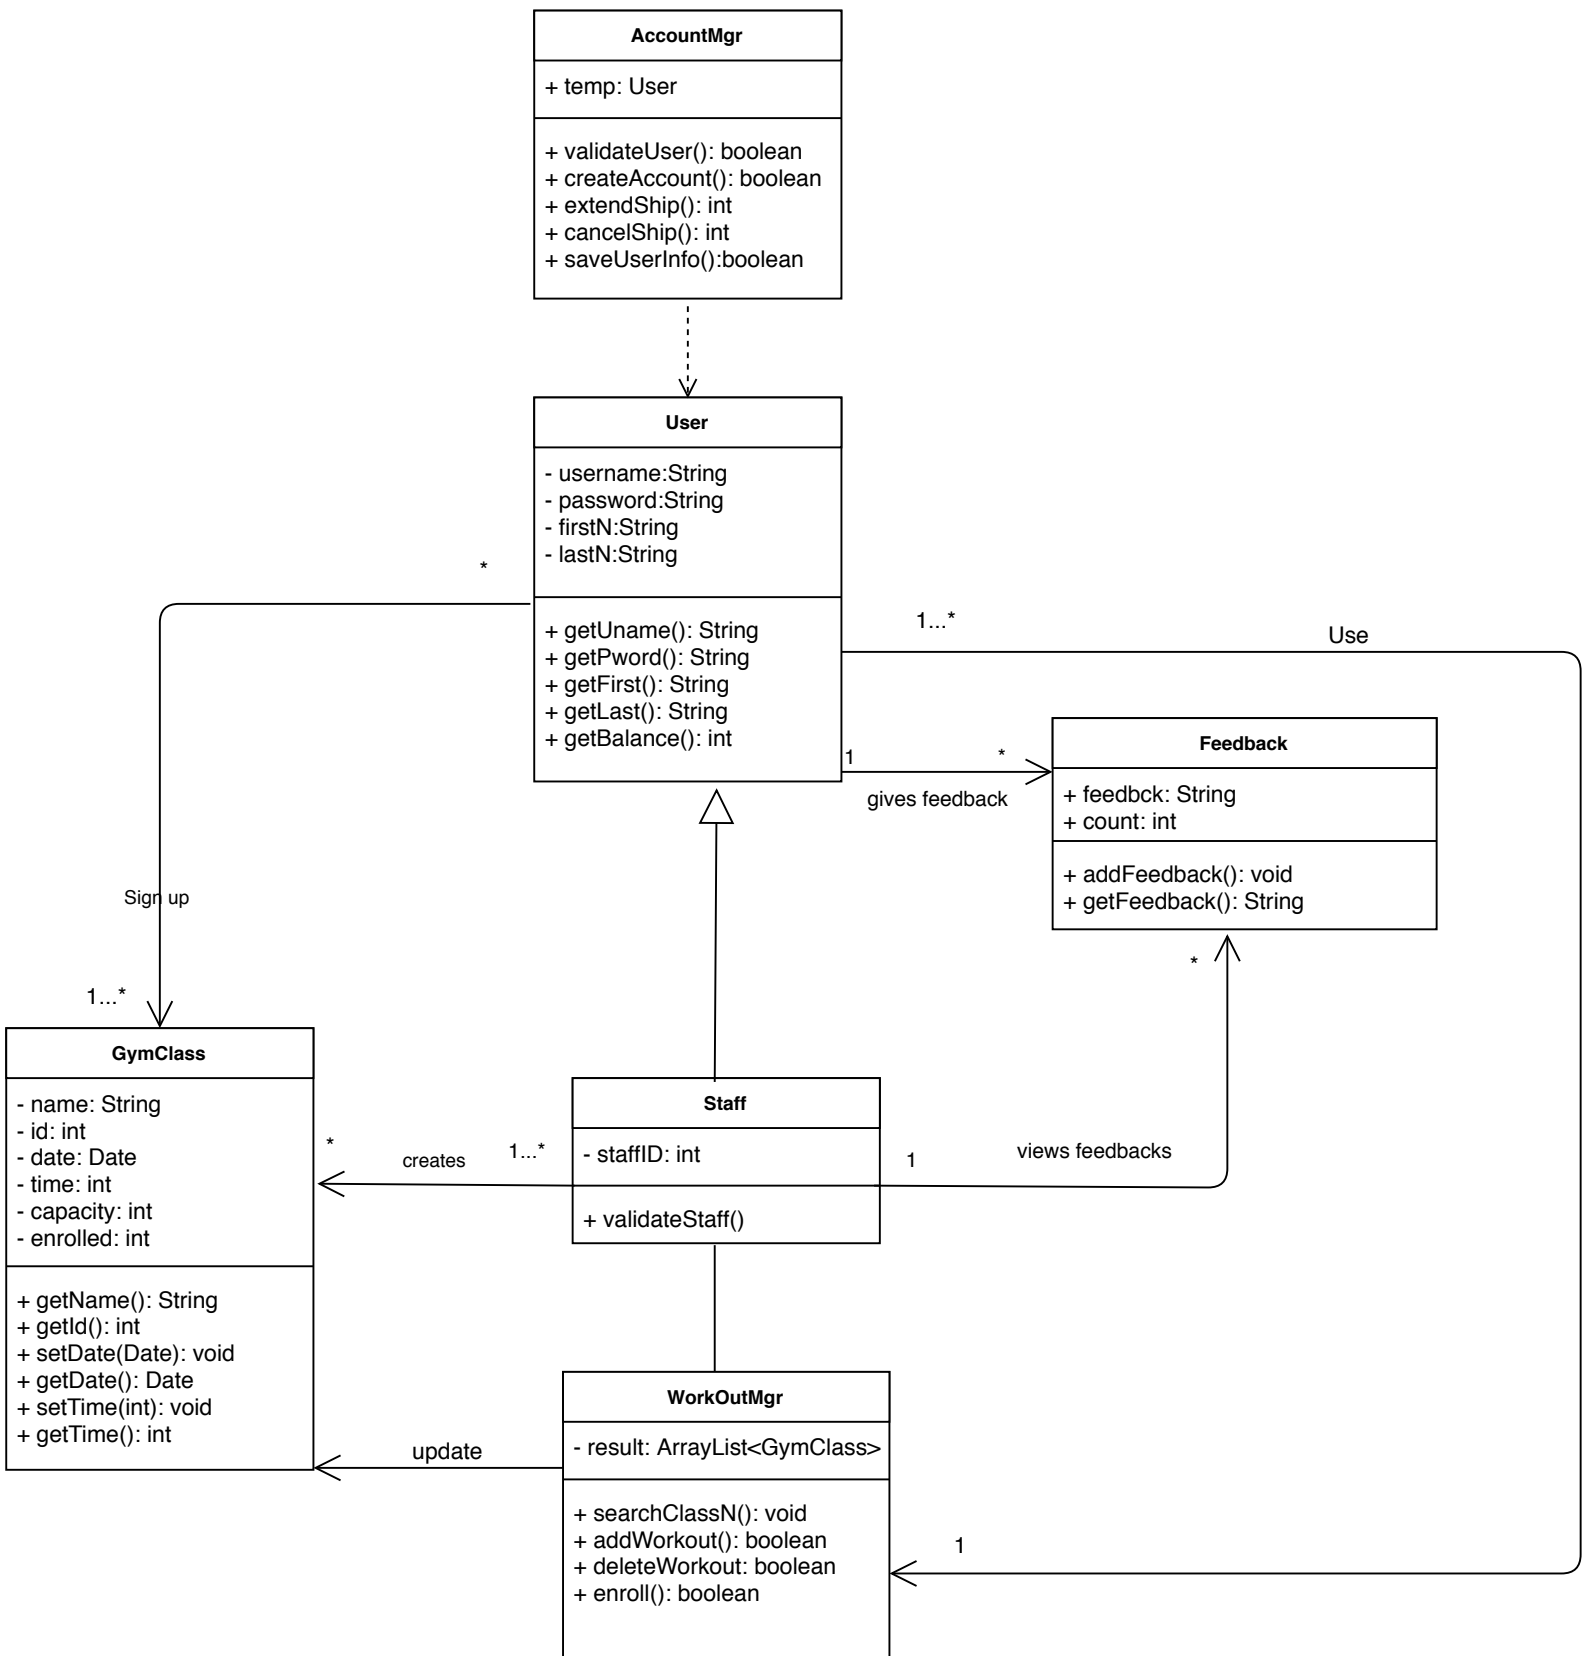 AccountMgr
+ temp: User
+ validateUser(): boolean
+ createAccount(): boolean
+ extendShip(): int
+ cancelShip(): int
+ saveUserInfo():boolean
User
- username:String
- password:String
- firstN:String
- lastN:String
+ getUname(): String
+ getPword(): String
+ getFirst(): String
+ getLast(): String
+ getBalance(): int
*
1...*
Use
1
*
gives feedback
Feedback
+ feedbck: String
+ count: int
+ addFeedback(): void
+ getFeedback(): String
Sign up
1...*
*
GymClass
- name: String
- id: int
- date: Date
- time: int
- capacity: int
- enrolled: int
+ getName(): String
+ getId(): int
+ setDate(Date): void
+ getDate(): Date
+ setTime(int): void
+ getTime(): int
*
creates
1...*
Staff
- staffID: int
+ validateStaff()
1
views feedbacks
update
WorkOutMgr
- result: ArrayList<GymClass>
+ searchClassN(): void
+ addWorkout(): boolean
+ deleteWorkout: boolean
+ enroll(): boolean
1